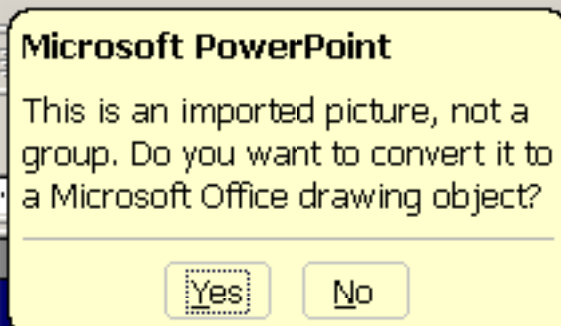 Microsoft PowerPoint
This is an imported picture, not a
group. Do you want to convert it to
a Microsoft Office drawing object?
Yes
No